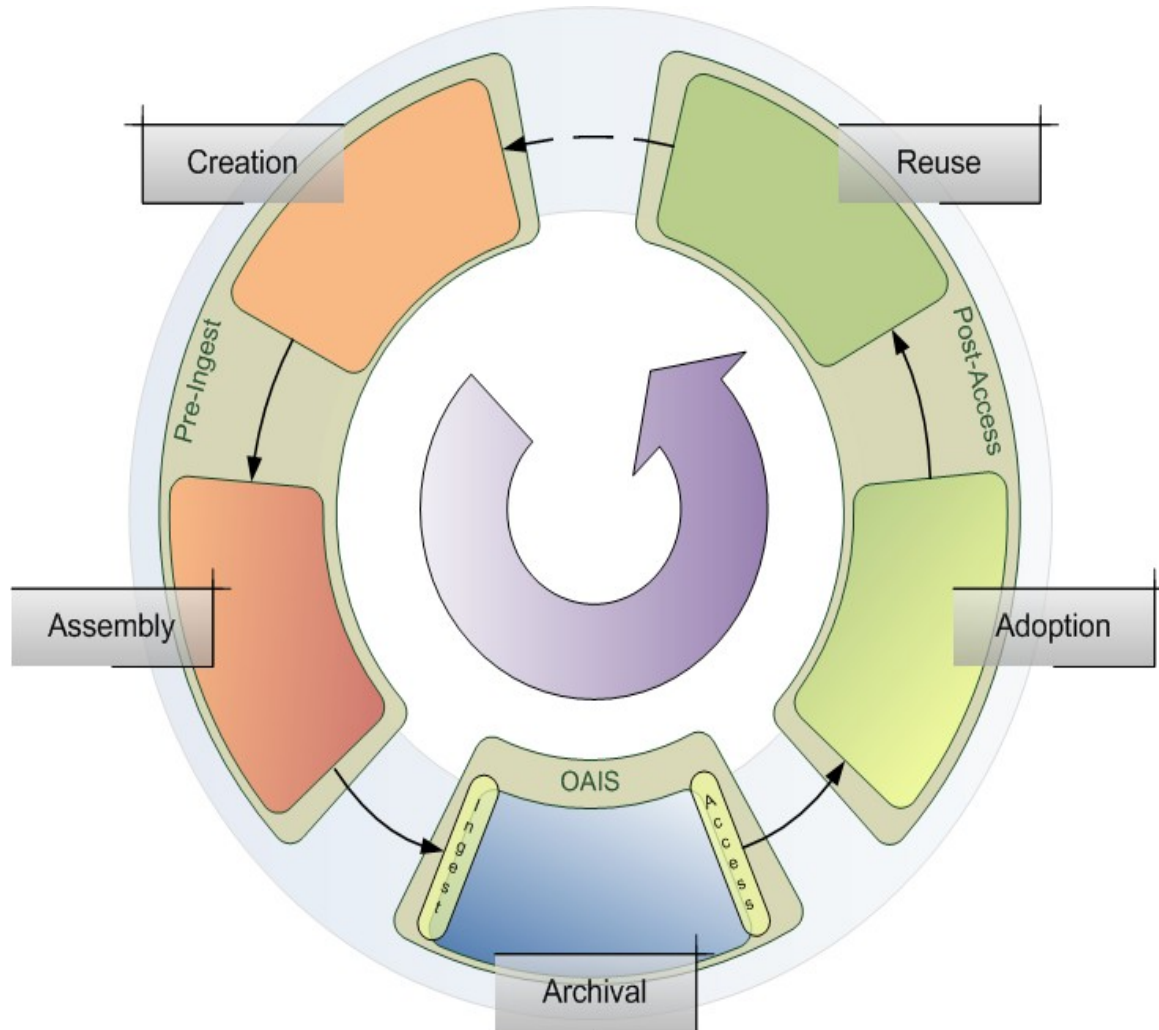 Creation
Reuse
Pre-Ingest
Post-Access
Assembly
Adoption
OAIS
Ingest
Access
Archival